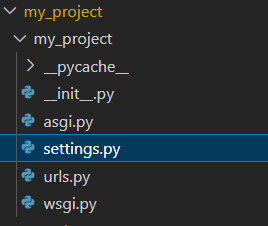 my_project
my_project
__pycache__
__init__.py
asgi.py
settings.py
urls.py
wsgi.py